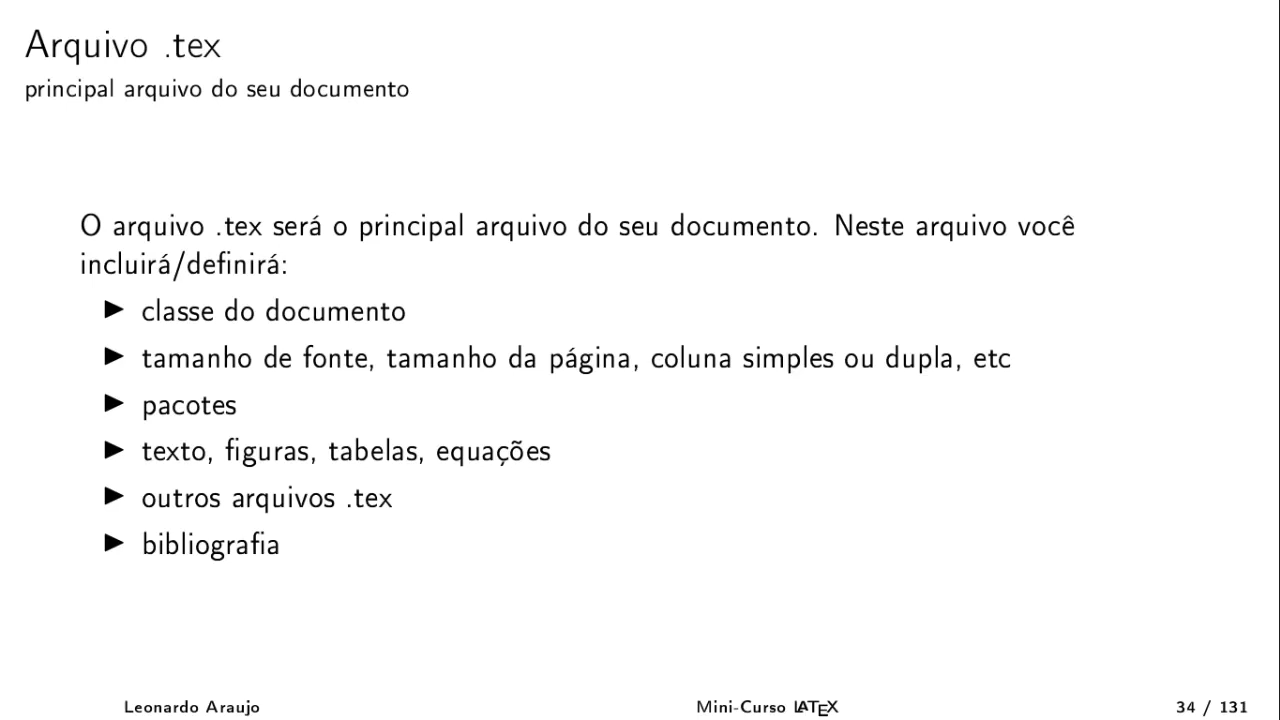 Arquivo .tex
principal arquivo do seu documento
O arquivo .tex será o principal arquivo do seu documento. Neste arquivo você
incluirá/definirá:
▶ classe do documento
▶ tamanho de fonte, tamanho da página, coluna simples ou dupla, etc
▶ pacotes
▶ texto, figuras, tabelas, equações
▶ outros arquivos .tex
▶ bibliografia
Leonardo Araujo Mini-Curso LATEX 34 / 131